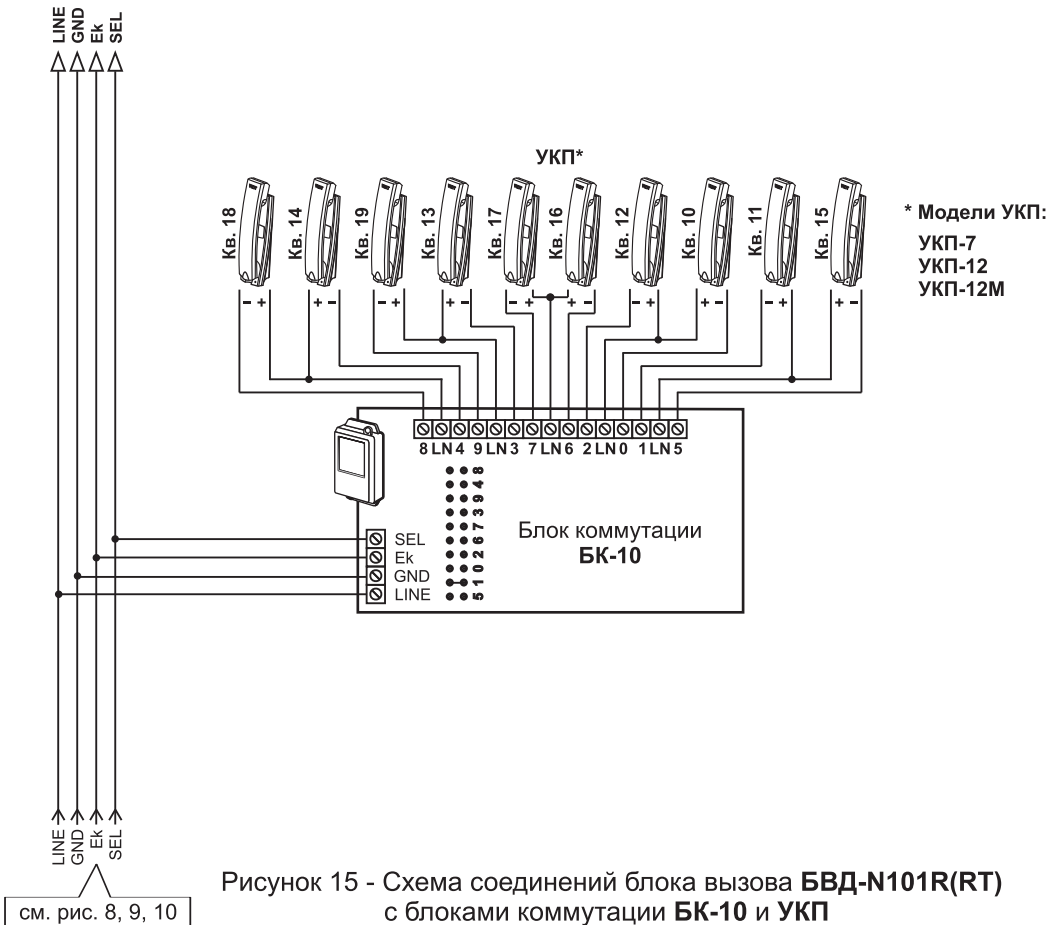 LINE
GND
Ek
SEL
УКП*
Кв. 18
Кв. 14
Кв. 19
Кв. 13
Кв. 17
Кв. 16
Кв. 12
Кв. 10
Кв. 11
Кв. 15
* Модели УКП:
УКП-7
УКП-12
УКП-12М
- + + - - + + - - + + - - + + - - + + -
8 LN 4 9 LN 3 7 LN 6 2 LN 0 1 LN 5
8
4
9
3
7
6
2
0
1
5
Блок коммутации
БК-10
SEL
Ek
GND
LINE
LINE
GND
Ek
SEL
см. рис. 8, 9, 10
Рисунок 15 - Схема соединений блока вызова БВД-N101R(RT)
с блоками коммутации БК-10 и УКП